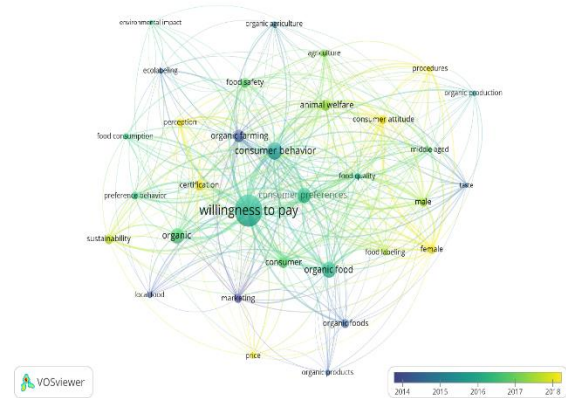 environmental impact
organic agriculture
agriculture
ecolabeling
procedures
food safety
organic production
animal welfare
perception
consumer attitude
organic farming
food consumption
consumer behavior
middle aged
food quality
certification
taste
preference behavior
consumer preferences
male
willingness to pay
organic
sustainability
female
food labeling
consumer
organic food
local food
marketing
organic foods
price
organic products
VOSviewer
2014 2015 2016 2017 2018